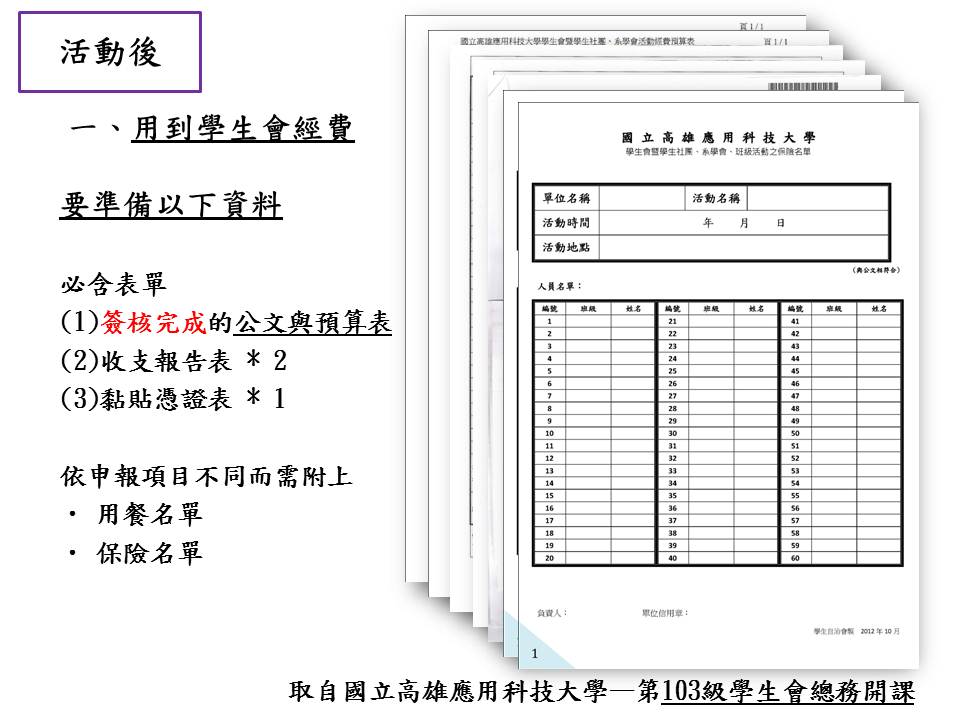 活動後
一、用到學生會經費
要準備以下資料
必含表單
(1)簽核完成的公文與預算表
(2)收支報告表 * 2
(3)黏貼憑證表 * 1
依申報項目不同而需附上
• 用餐名單
• 保險名單
頁 1 / 1
國立高雄應用科技大學學生會暨學生社團、系學會活動經費預算表 頁 1 / 1
國立高雄應用科技大學
學生會暨學生社團、系學會、班級活動之保險名單
單位名稱 活動名稱
活動時間 年 月 日
活動地點
(與公文相符合)
人員名單：
編號 班級 姓名 編號 班級 姓名 編號 班級 姓名
1 21 41
2 22 42
3 23 43
4 24 44
5 25 45
6 26 46
7 27 47
8 28 48
9 29 49
10 30 50
11 31 51
12 32 52
13 33 53
14 34 54
15 35 55
16 36 56
17 37 57
18 38 58
19 39 59
20 40 60
負責人： 單位信用章：
學生自治會製 2012 年 10 月
1
取自國立高雄應用科技大學—第103級學生會總務開課